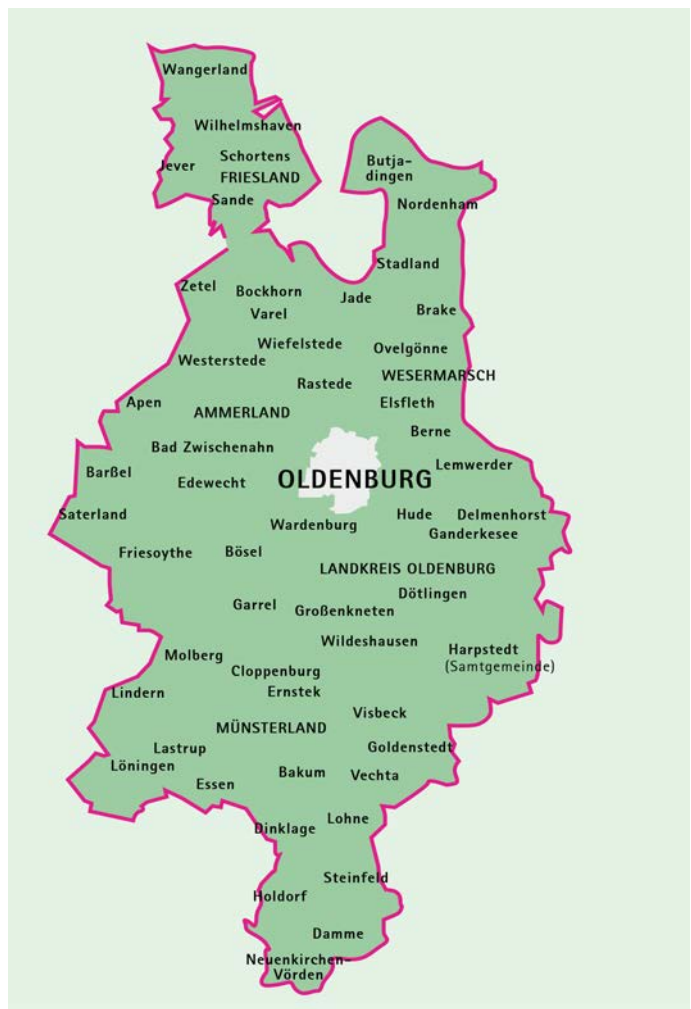 Wangerland
Wilhelmshaven
Schortens
Jever
FRIESLAND
Sande
Butja-
dingen
Nordenham
Stadland
Zetel
Bockhorn
Jade
Varel
Brake
Wiefelstede
Ovelgönne
Westerstede
WESERMARSCH
Rastede
Apen
Elsfleth
AMMERLAND
Berne
Bad Zwischenahn
Lemwerder
Barßel
OLDENBURG
Edewecht
Saterland
Hude
Delmenhorst
Wardenburg
Ganderkesee
Friesoythe
Bösel
LANDKREIS OLDENBURG
Dötlingen
Garrel
Großenkneten
Wildeshausen
Harpstedt
(Samtgemeinde)
Molberg
Cloppenburg
Lindern
Ernstek
Visbeck
MÜNSTERLAND
Lastrup
Goldenstedt
Löningen
Bakum
Vechta
Essen
Lohne
Dinklage
Steinfeld
Holdorf
Damme
Neuenkirchen-
Vörden